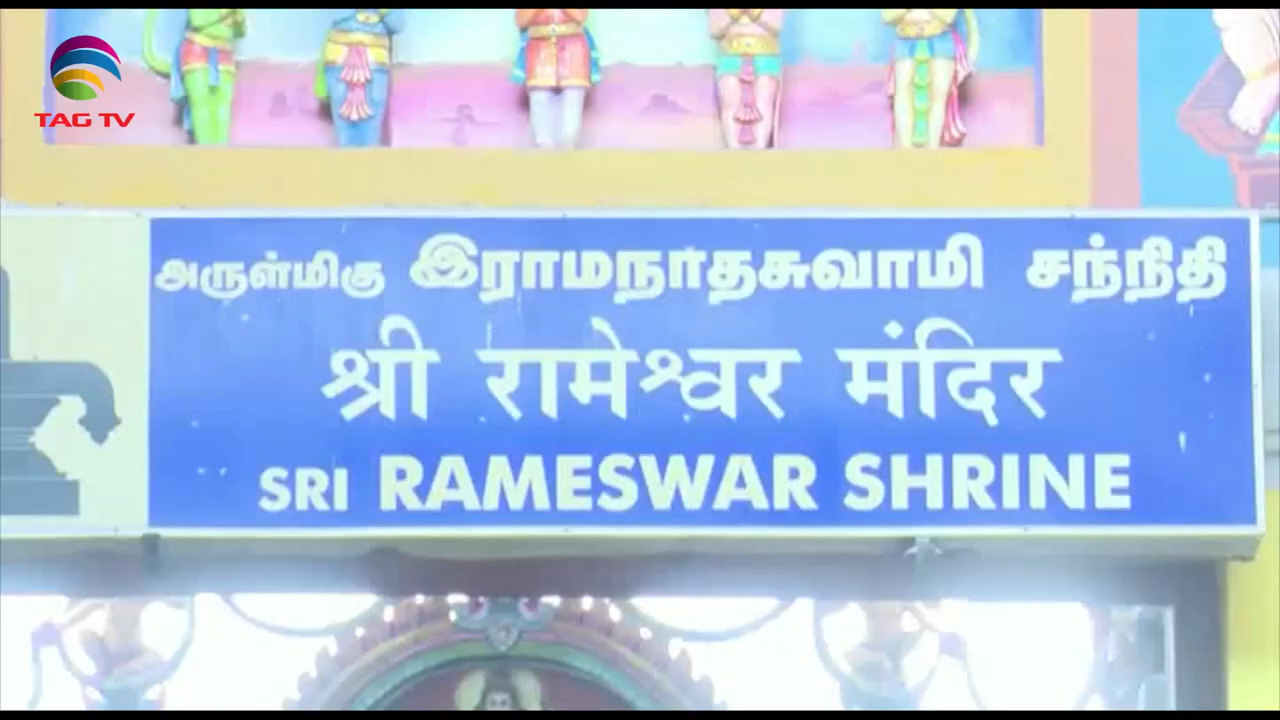 TAG TV
அருள்மிகு இராமநாதசுவாமி சந்நிதி
श्री रामेश्वर मंदिर
SRI RAMESWAR SHRINE